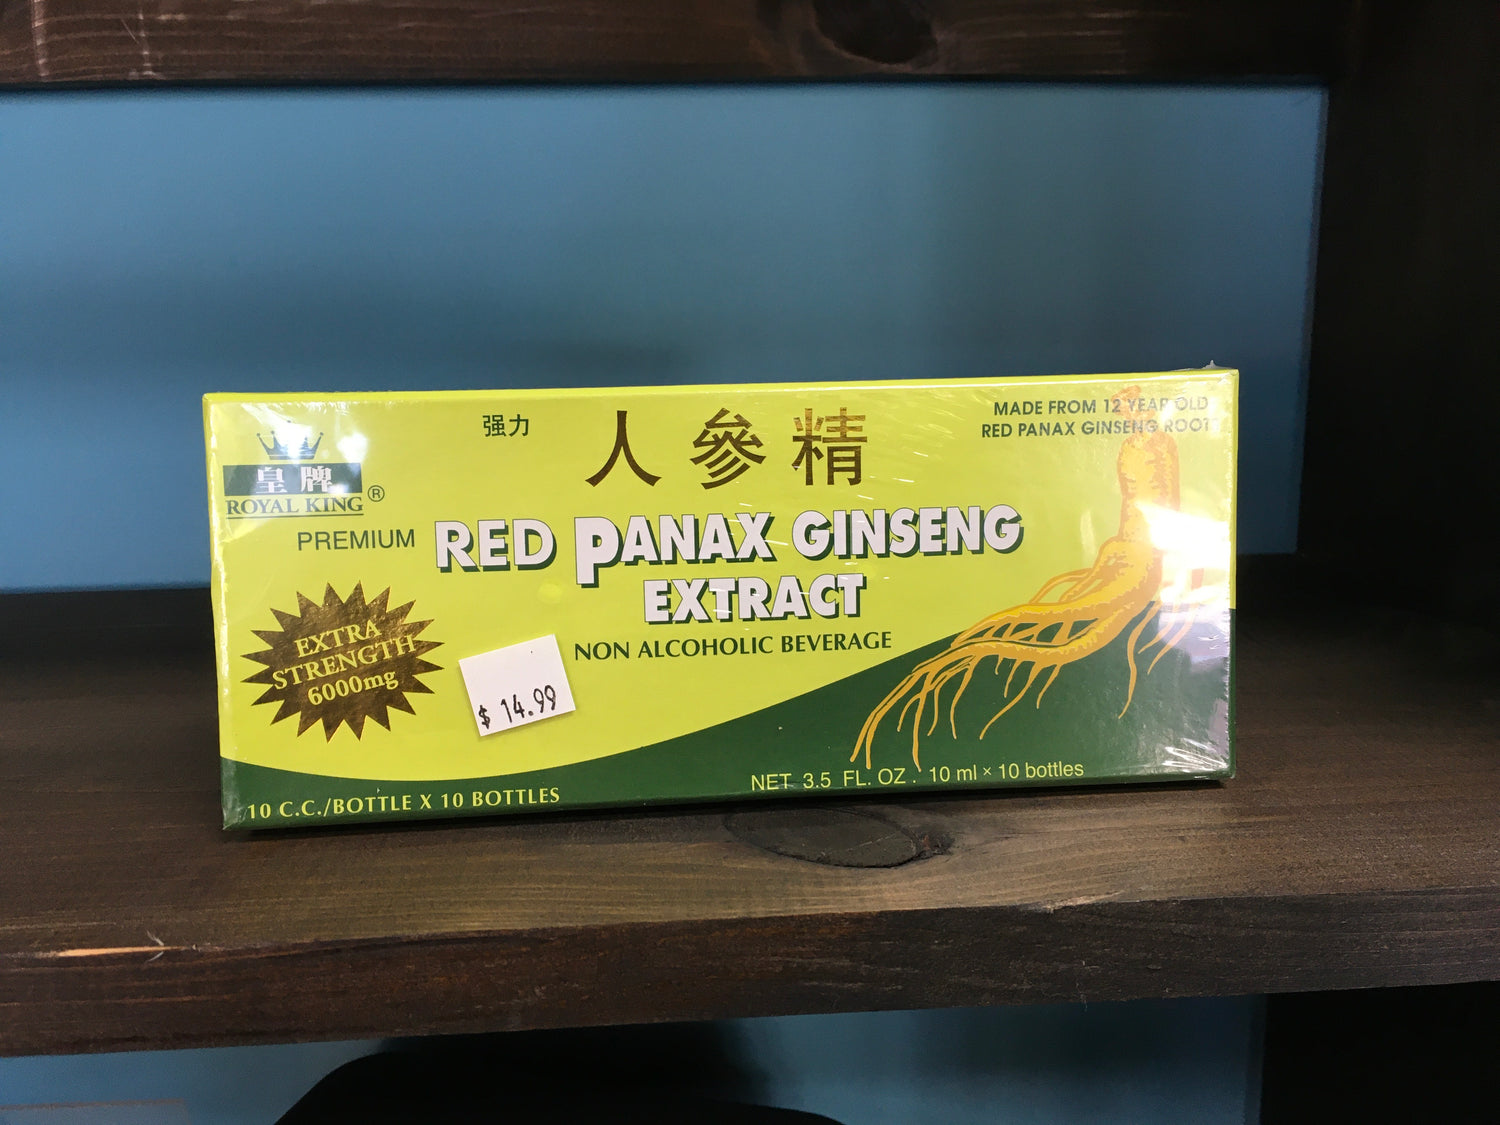 强力
人參精
MADE FROM 12 YEAR OLD
RED PANAX GINSENG ROOTS
皇牌
ROYAL KING®
PREMIUM
RED PANAX GINSENG
EXTRACT
NON ALCOHOLIC BEVERAGE
EXTRA
STRENGTH
6000mg
$ 14.99
NET 3.5 FL. OZ. 10 ml × 10 bottles
10 C.C./BOTTLE X 10 BOTTLES